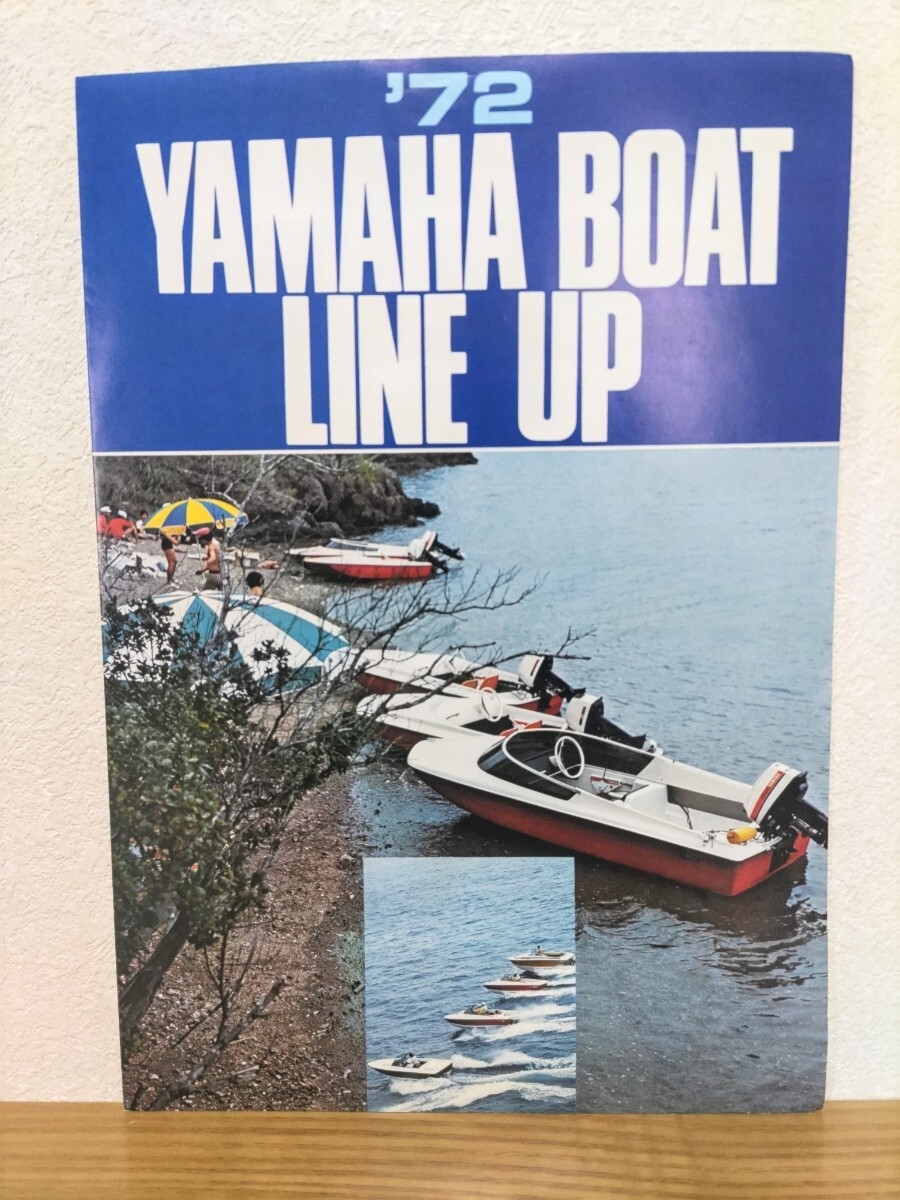 '72
YAMAHA BOAT
LINE UP